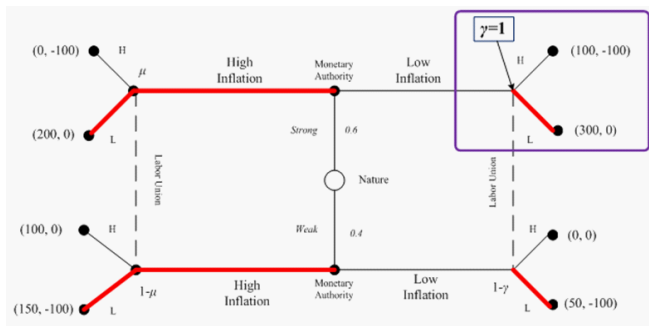 γ=1
(0, -100)
H
μ
High
Inflation
Monetary
Authority
Low
Inflation
H
(100, -100)
(200, 0)
L
Strong
0.6
L
(300, 0)
Labor Union
Nature
Labor Union
(100, 0)
H
Weak
0.4
H
(0, 0)
1-μ
High
Inflation
Monetary
Authority
Low
Inflation
1-γ
(150, -100)
L
L
(50, -100)